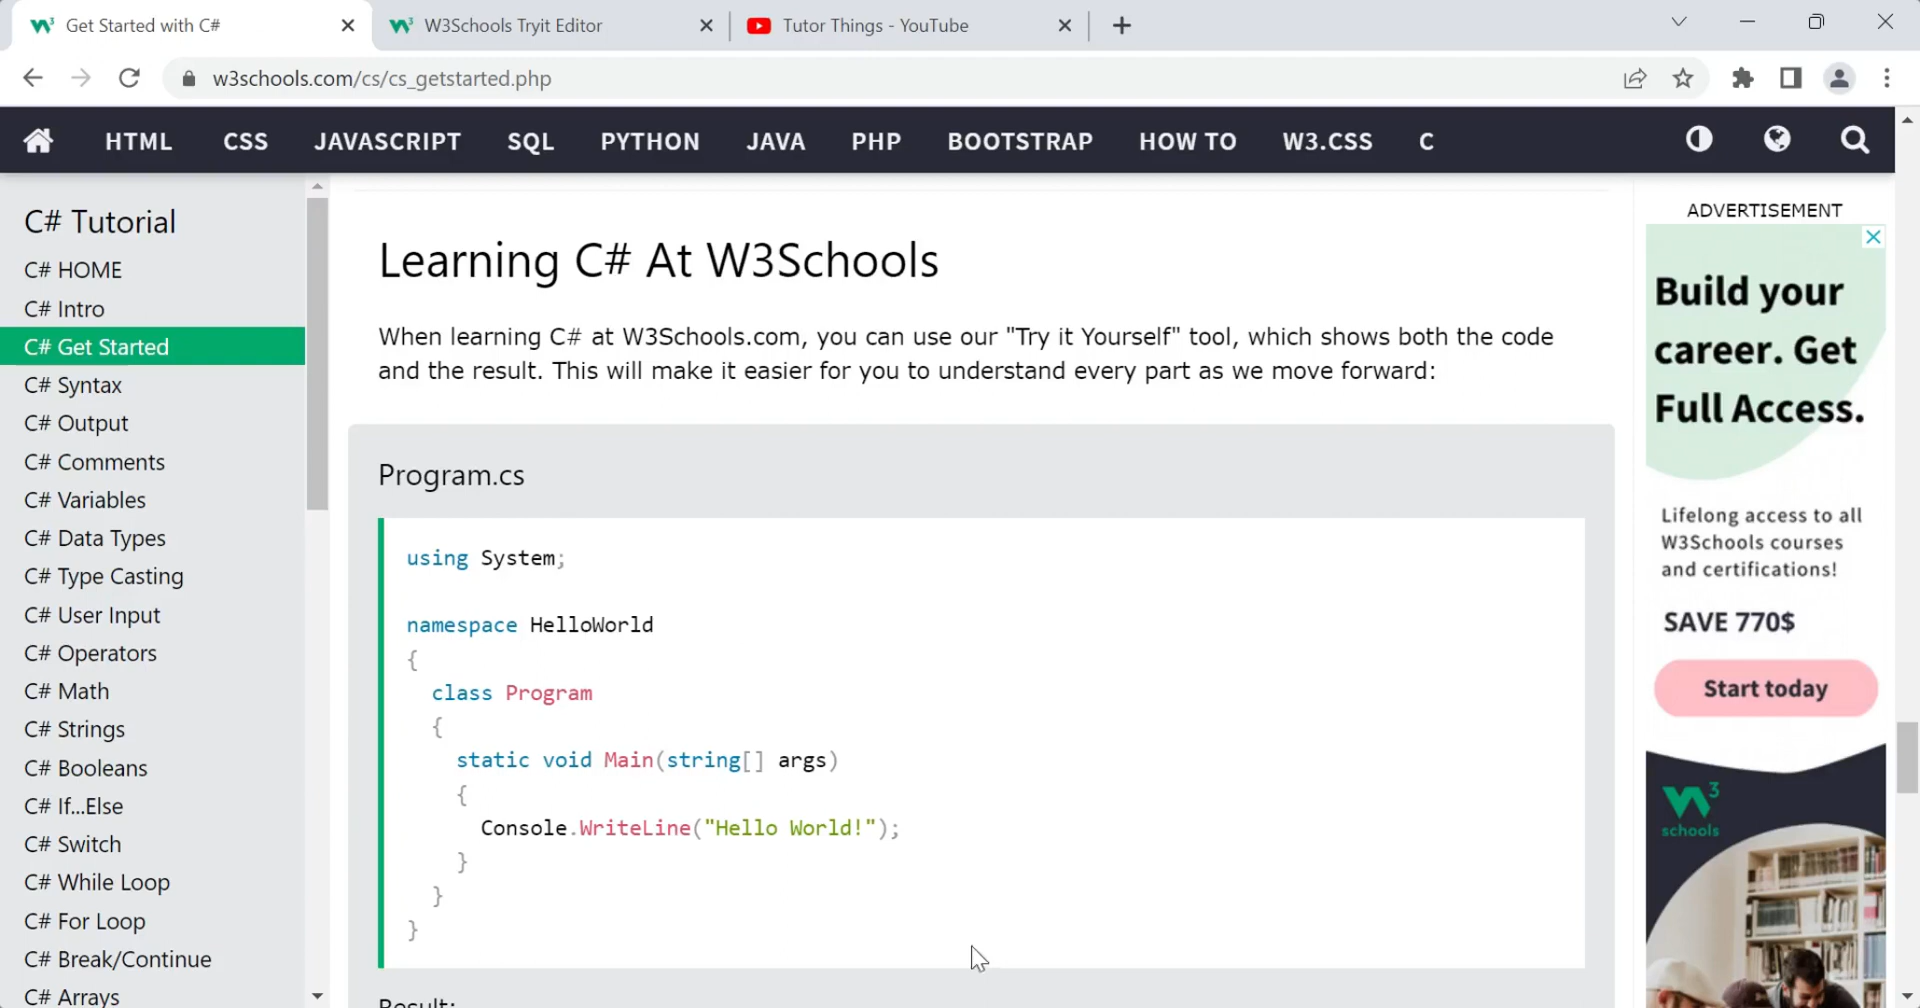 Get Started with C#
W3Schools Tryit Editor
Tutor Things - YouTube
w3schools.com/cs/cs_getstarted.php
HTML CSS JAVASCRIPT SQL PYTHON JAVA PHP BOOTSTRAP HOW TO W3.CSS C
C# Tutorial
C# HOME
C# Intro
C# Get Started
C# Syntax
C# Output
C# Comments
C# Variables
C# Data Types
C# Type Casting
C# User Input
C# Operators
C# Math
C# Strings
C# Booleans
C# If...Else
C# Switch
C# While Loop
C# For Loop
C# Break/Continue
C# Arrays
Learning C# At W3Schools
When learning C# at W3Schools.com, you can use our "Try it Yourself" tool, which shows both the code
and the result. This will make it easier for you to understand every part as we move forward:
Program.cs
using System;
namespace HelloWorld
{
class Program
{
static void Main(string[] args)
{
Console.WriteLine("Hello World!");
}
}
}
Result:
ADVERTISEMENT
Build your
career. Get
Full Access.
Lifelong access to all
W3Schools courses
and certifications!
SAVE 770$
Start today
W3
schools